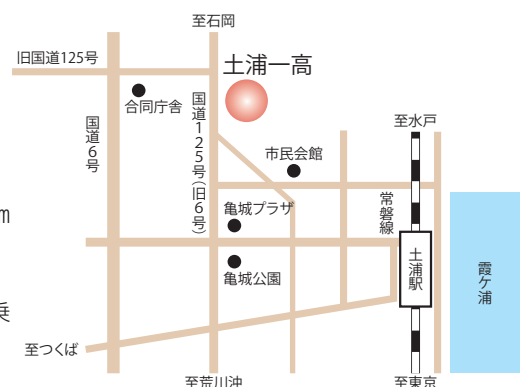 至石岡
旧国道125号
土浦一高
合同庁舎
国道6号
国道125号(旧6号)
至水戸
市民会館
常磐線
亀城プラザ
m
土浦駅
亀城公園
霞ケ浦
乗
至つくば
至荒川沖
至東京